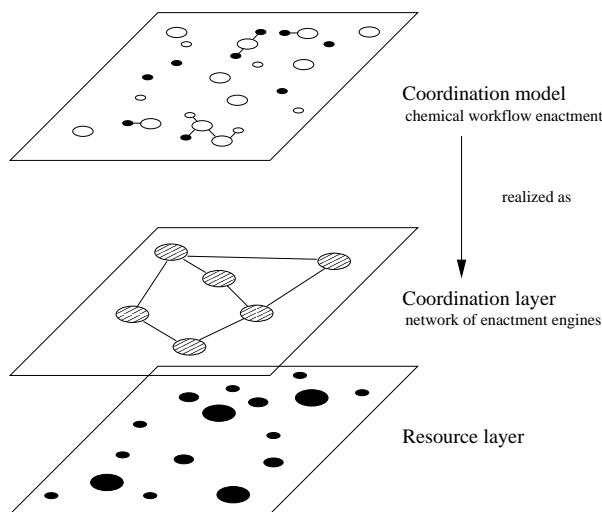 Coordination model
chemical workflow enactment
realized as
Coordination layer
network of enactment engines
Resource layer